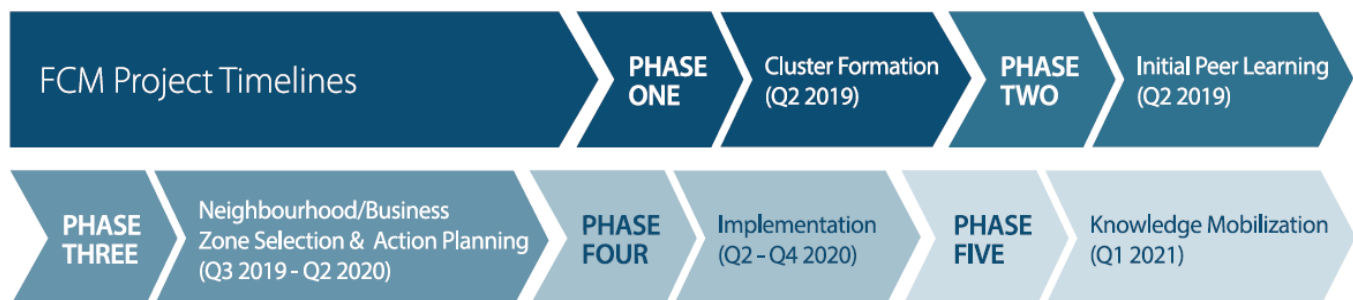 FCM Project Timelines
PHASE ONE
Cluster Formation
(Q2 2019)
PHASE TWO
Initial Peer Learning
(Q2 2019)
PHASE THREE
Neighbourhood/Business
Zone Selection & Action Planning
(Q3 2019 - Q2 2020)
PHASE FOUR
Implementation
(Q2 - Q4 2020)
PHASE FIVE
Knowledge Mobilization
(Q1 2021)